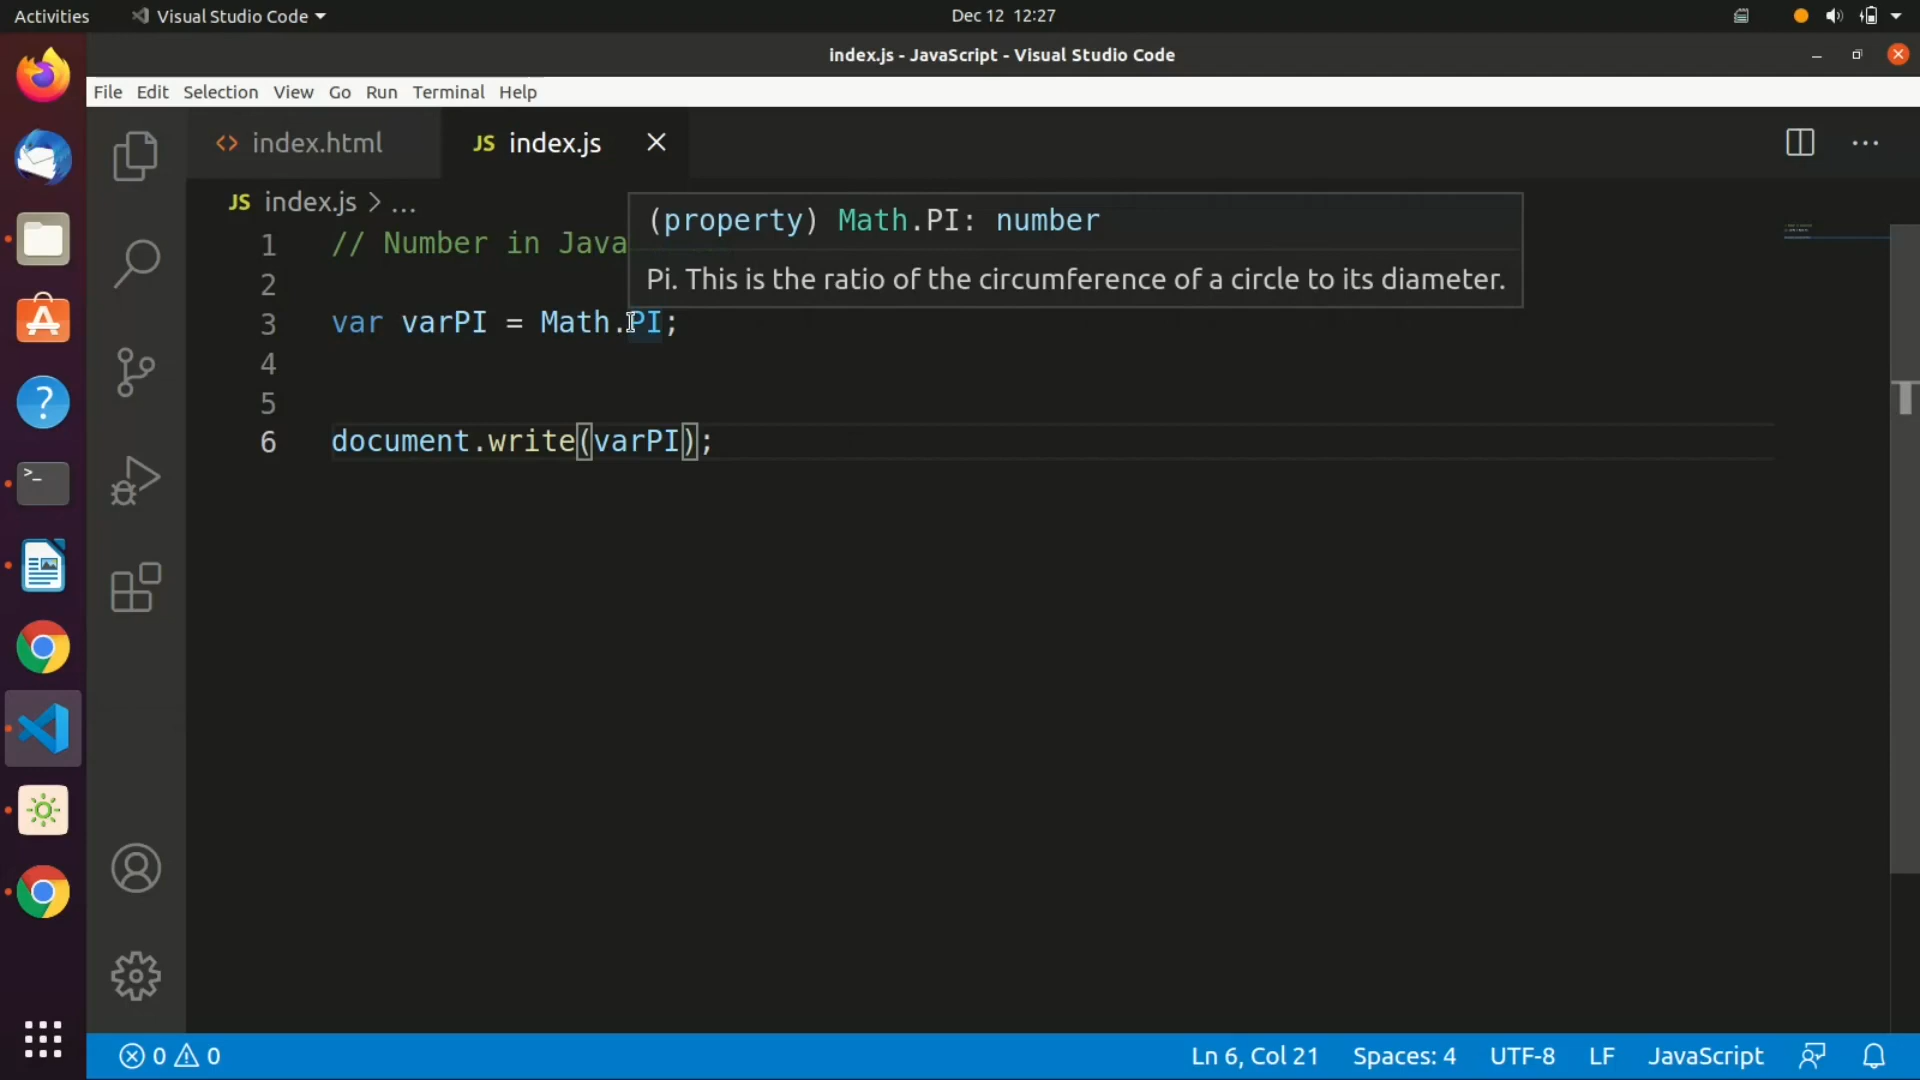 Activities Visual Studio Code Dec 12 12:27
index.js - JavaScript - Visual Studio Code
File Edit Selection View Go Run Terminal Help
<> index.html JS index.js
JS index.js > ...
(property) Math.PI: number
Pi. This is the ratio of the circumference of a circle to its diameter.
1 // Number in Java
2
3 var varPI = Math.PI;
4
5
6 document.write(varPI);
0 0 Ln 6, Col 21 Spaces: 4 UTF-8 LF JavaScript